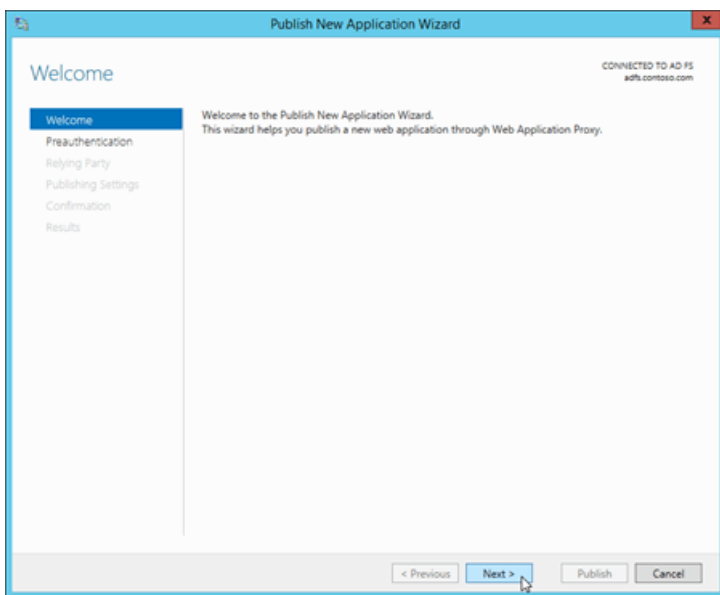 Publish New Application Wizard
x
Welcome
CONNECTED TO AD FS
adfs.contoso.com
Welcome
Preauthentication
Relying Party
Publishing Settings
Confirmation
Results
Welcome to the Publish New Application Wizard.
This wizard helps you publish a new web application through Web Application Proxy.
< Previous
Next >
Publish
Cancel